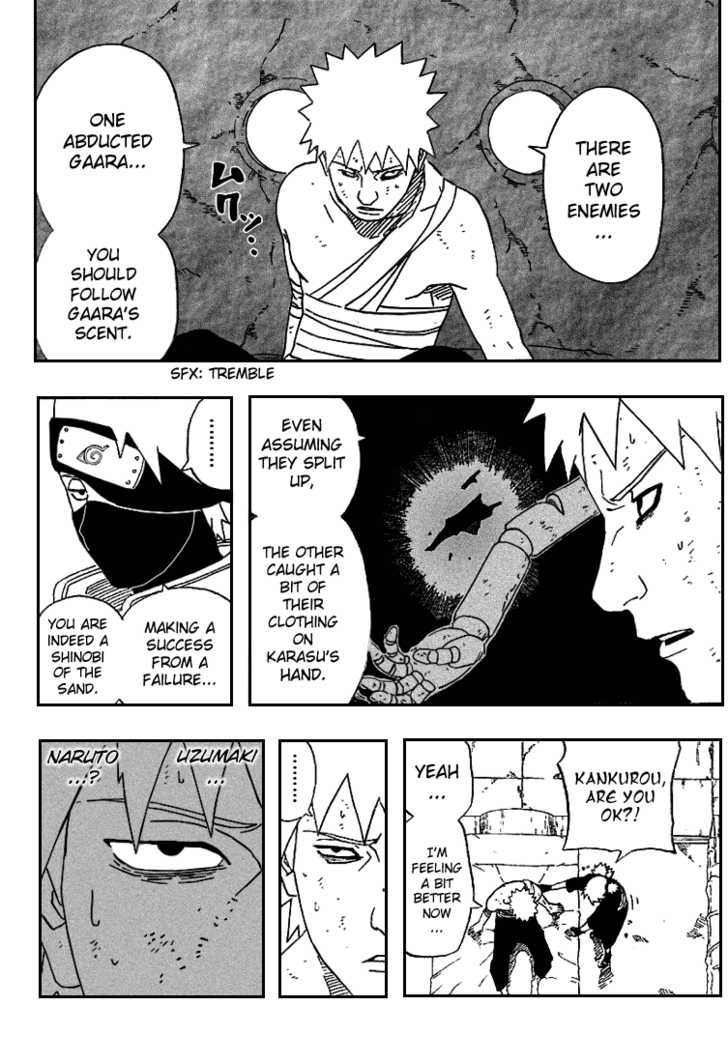 THERE
ARE
TWO
ENEMIES
...
ムクッ..
ONE
ABDUCTED
GAARA...
YOU
SHOULD
FOLLOW
GAARA'S
SCENT.
SFX: TREMBLE
EVEN
ASSUMING
THEY SPLIT
UP,
THE OTHER
CAUGHT A
BIT OF
THEIR
CLOTHING
ON
KARASU'S
HAND.
.........
MAKING A
SUCCESS
FROM A
FAILURE...
YOU ARE
INDEED A
SHINOBI
OF THE
SAND.
KANKUROU,
ARE YOU
OK?!
YEAH
...
I'M
FEELING
A BIT
BETTER
NOW
...
.........
UZUMAKI
...
NARUTO
...?